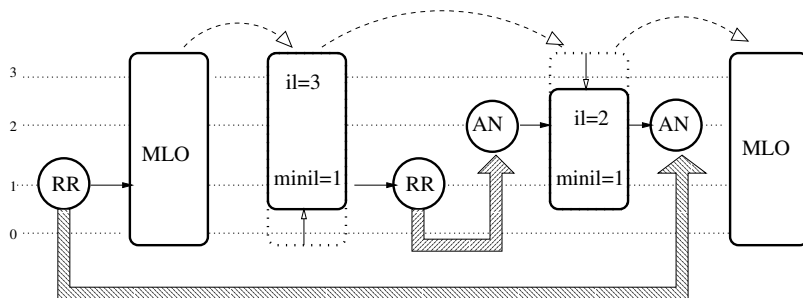 3
il=3
2
AN
il=2
AN
MLO
MLO
1
RR
minil=1
RR
minil=1
0